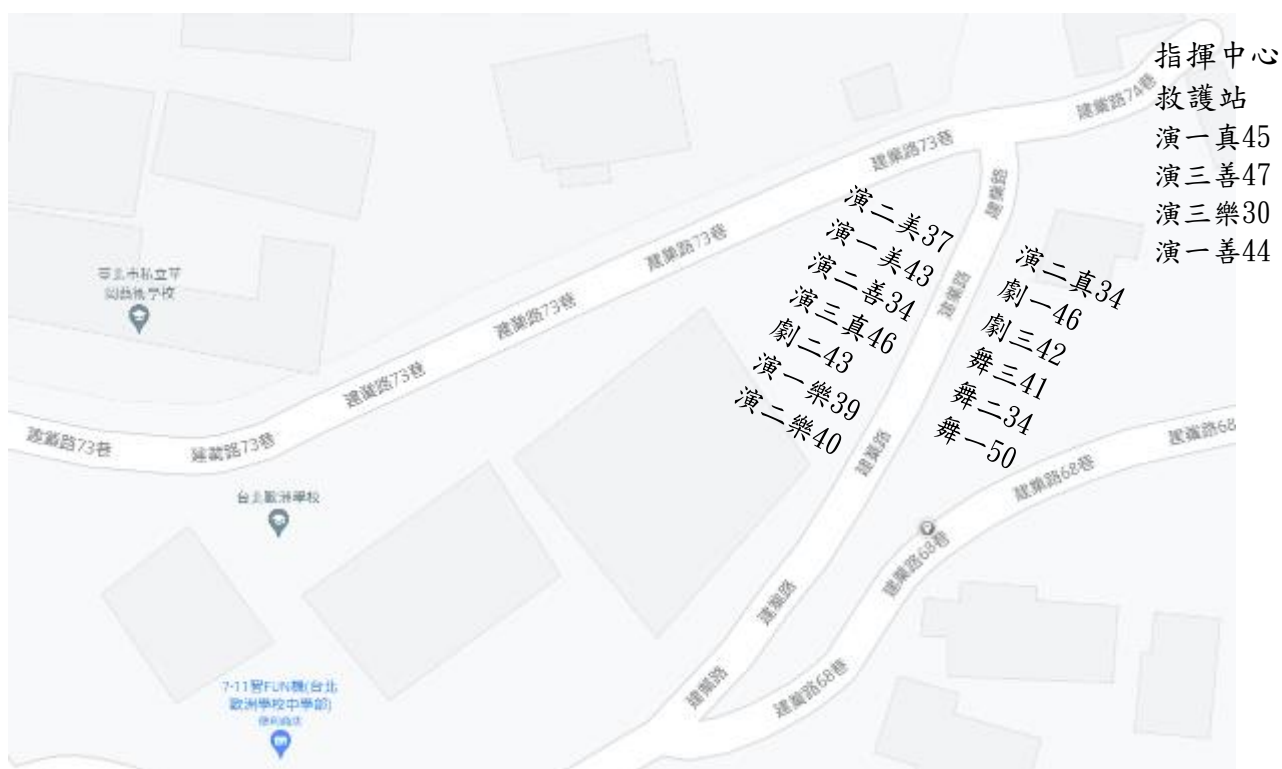 指揮中心
救護站
演一真45
演三善47
演三樂30
演一善44
演二美37
演一美43
演二善34
演三真46
劇二43
演一樂39
演二樂40
演二真34
劇一46
劇三42
舞三41
舞二34
舞一50
建業路74巷
建業路73巷
建業路73巷
建業路73巷
建業路73巷
建業路73巷
建業路73巷
建業路
建業路
建業路
建業路
建業路
建業路68
建業路68巷
建業路68巷
建業路68巷
台北歐洲學校
7-11智FUN機(台北
歐洲學校中學部)
便利商店